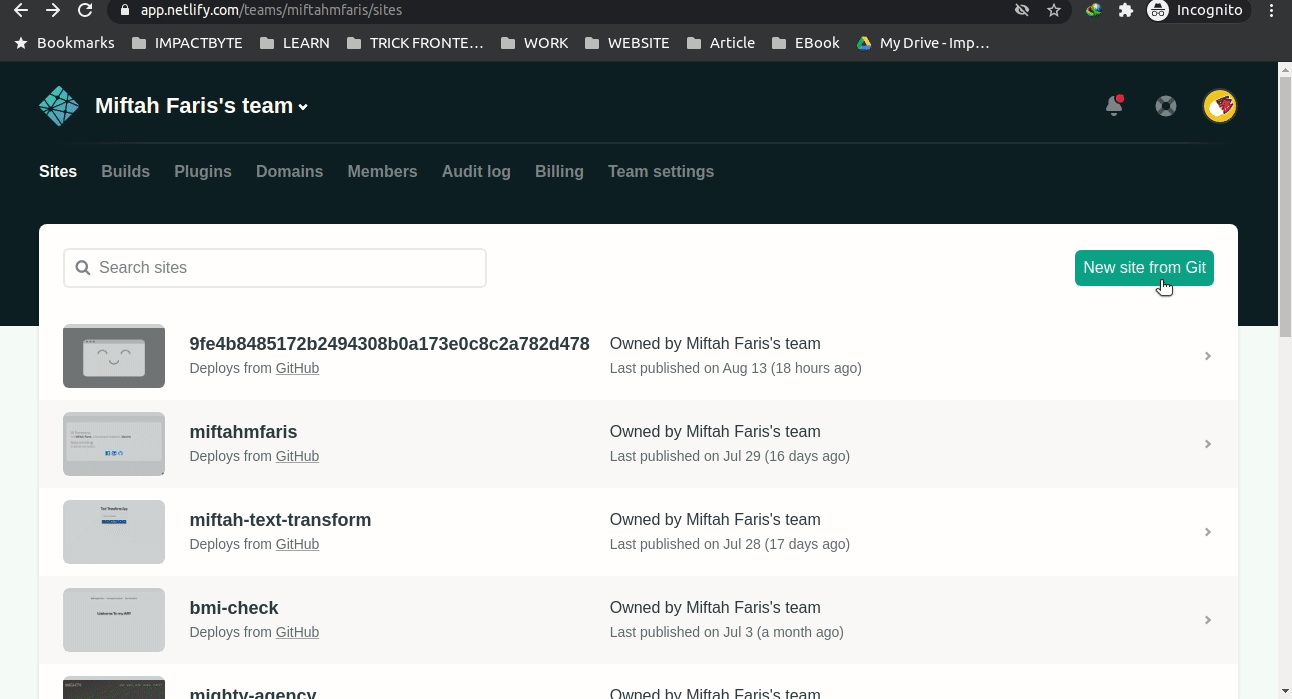 app.netlify.com/teams/miftahmfaris/sites
Incognito
Bookmarks IMPACTBYTE LEARN TRICK FRONTE... WORK WEBSITE Article EBook My Drive - Imp...
Miftah Faris's team
Sites Builds Plugins Domains Members Audit log Billing Team settings
Search sites
New site from Git
9fe4b8485172b2494308b0a173e0c8c2a782d478
Deploys from GitHub
Owned by Miftah Faris's team
Last published on Aug 13 (18 hours ago)
miftahmfaris
Deploys from GitHub
Owned by Miftah Faris's team
Last published on Jul 29 (16 days ago)
miftah-text-transform
Deploys from GitHub
Owned by Miftah Faris's team
Last published on Jul 28 (17 days ago)
bmi-check
Deploys from GitHub
Owned by Miftah Faris's team
Last published on Jul 3 (a month ago)
mighty-agency
Owned by Miftah Faris's team